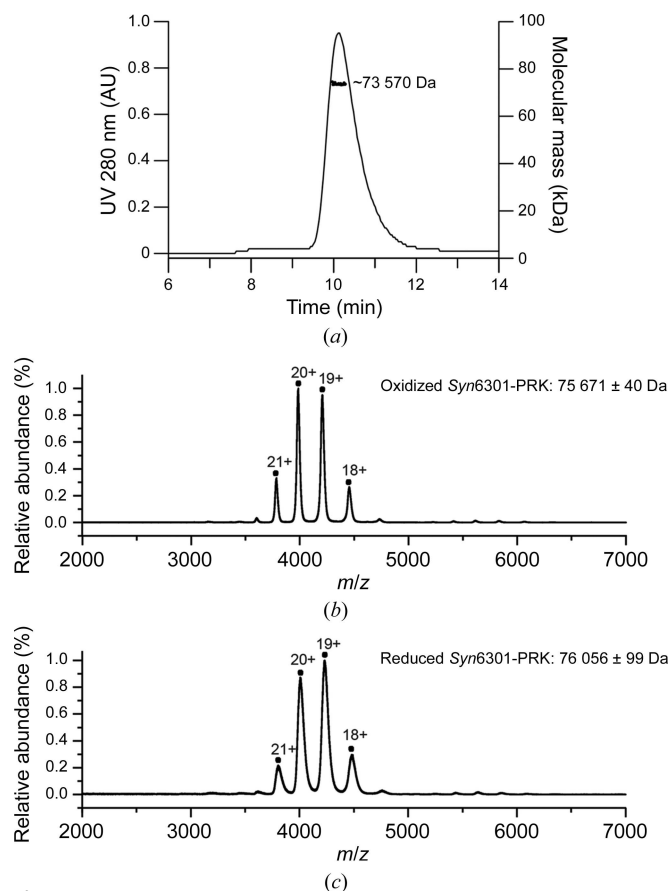 1.0
0.8
0.6
0.4
0.2
0
UV 280 nm (AU)
100
80
60
40
20
0
Molecular mass (kDa)
~73 570 Da
6 8 10 12 14
Time (min)
(a)
20+ 19+
21+ 18+
Oxidized Syn6301-PRK: 75 671 ± 40 Da
1.0
0.8
0.6
0.4
0.2
0.0
Relative abundance (%)
2000 3000 4000 5000 6000 7000
m/z
(b)
19+
20+
21+ 18+
Reduced Syn6301-PRK: 76 056 ± 99 Da
1.0
0.8
0.6
0.4
0.2
0.0
Relative abundance (%)
2000 3000 4000 5000 6000 7000
m/z
(c)